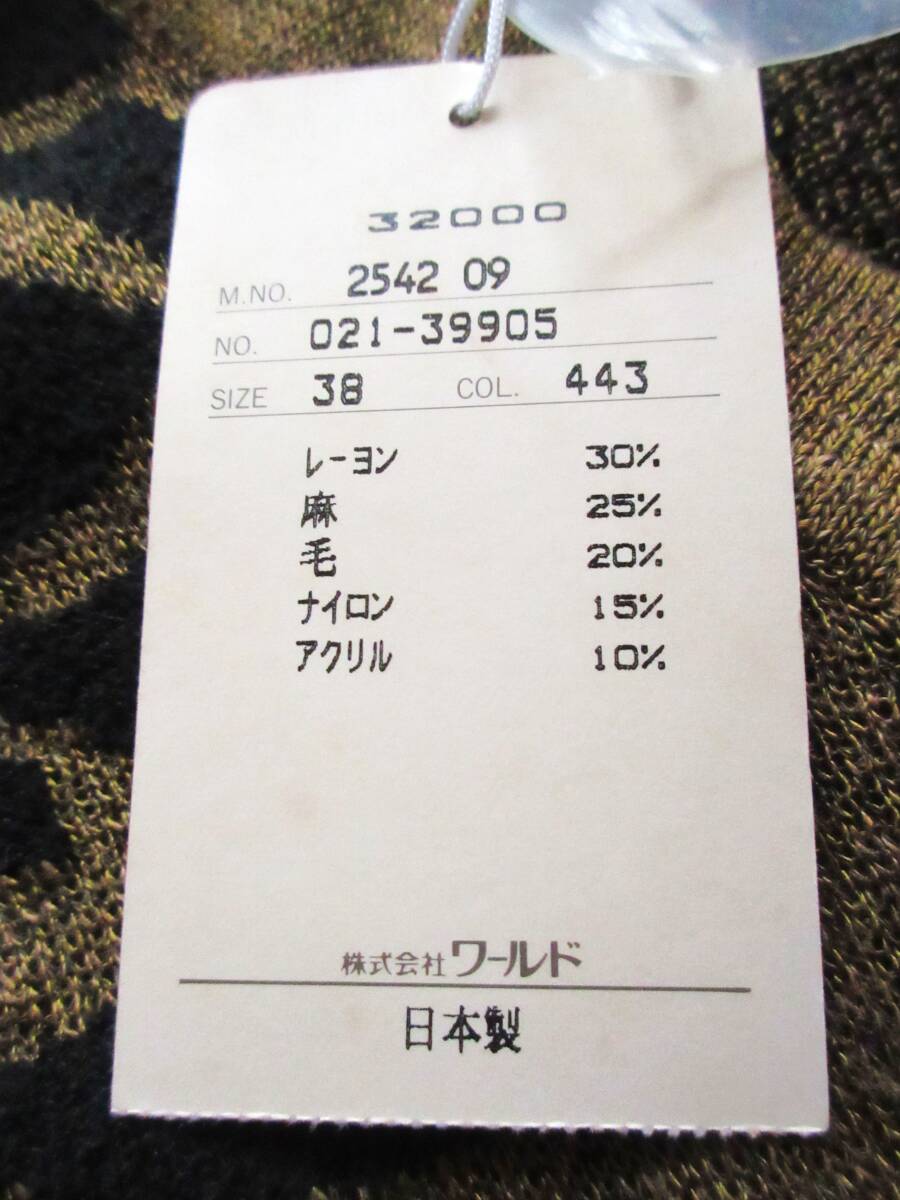 32000
M.NO. 2542 09
NO. 021-39905
SIZE 38 COL. 443
レーヨン 30%
麻 25%
毛 20%
ナイロン 15%
アクリル 10%
株式会社ワールド
日本製